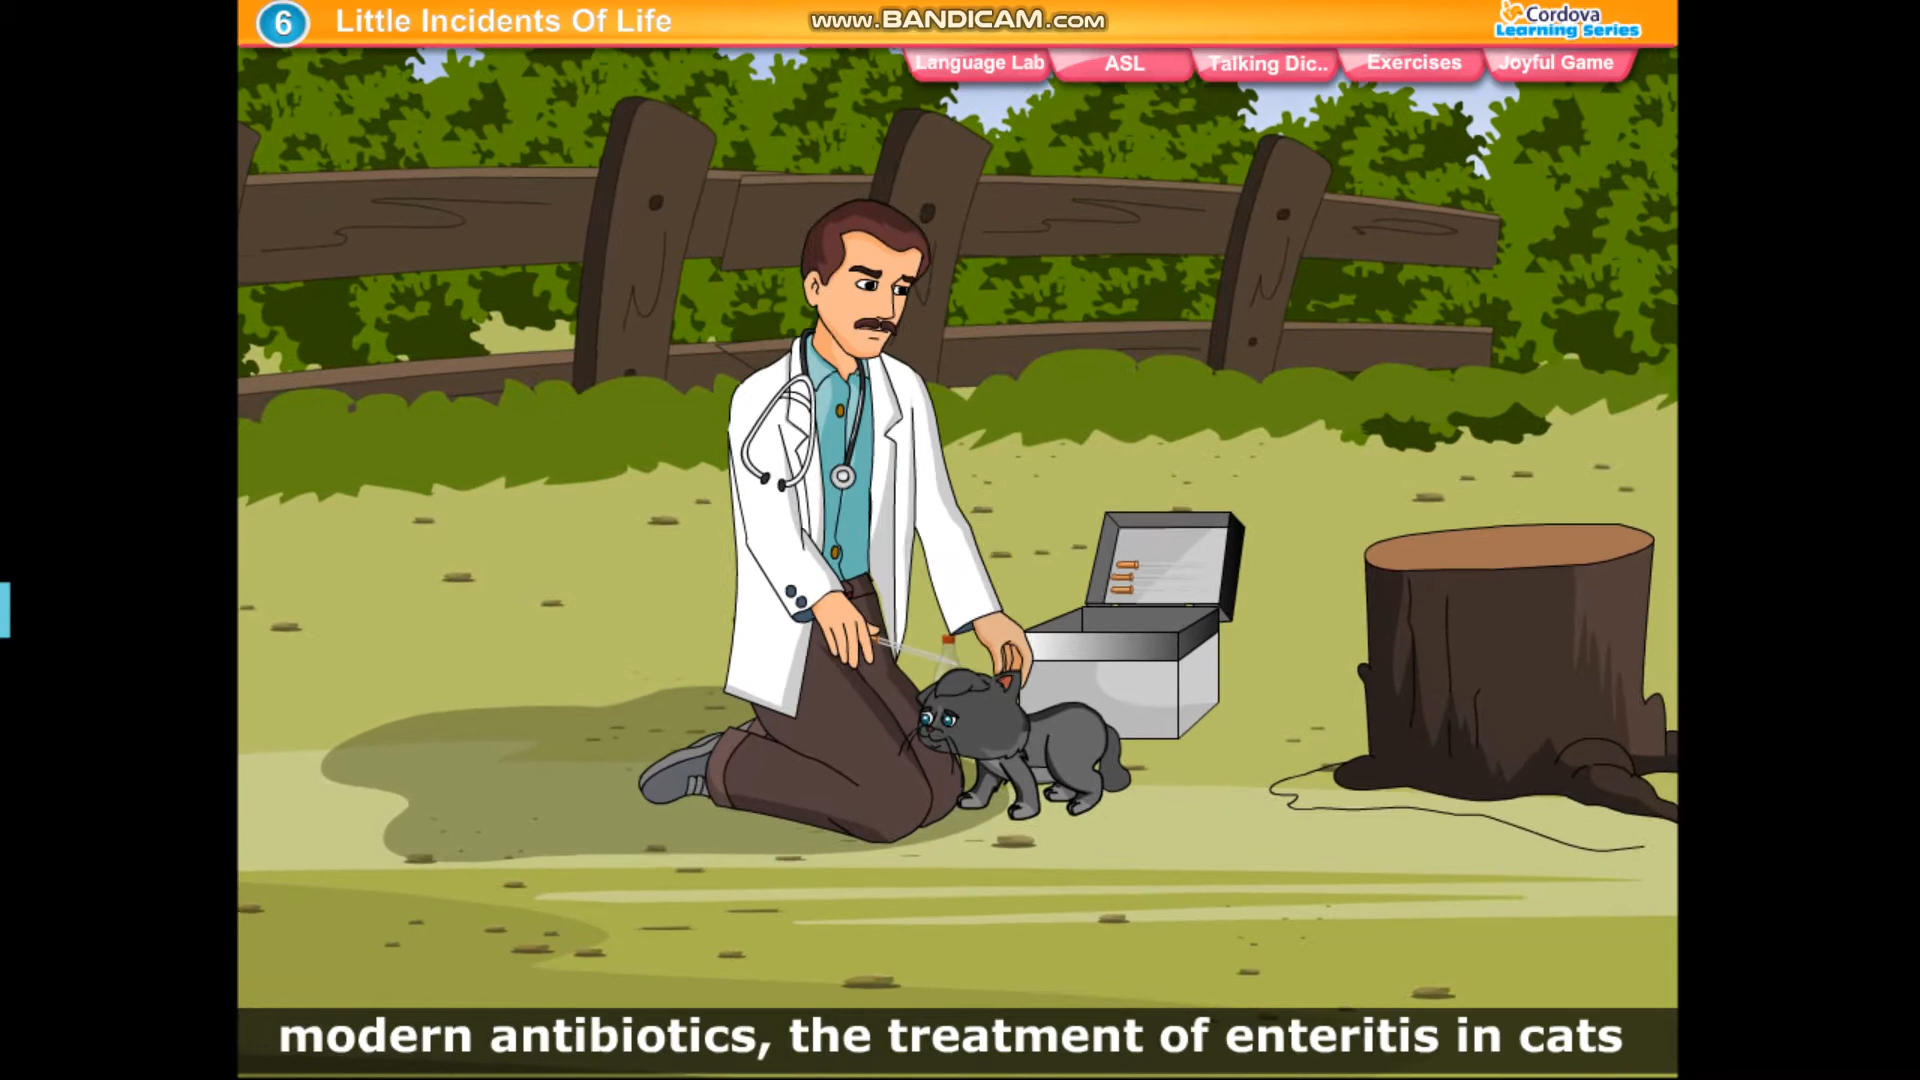 6 Little Incidents Of Life
www.BANDICAM.com
Cordova
Learning Series
Language Lab
ASL
Talking Dic..
Exercises
Joyful Game
modern antibiotics, the treatment of enteritis in cats